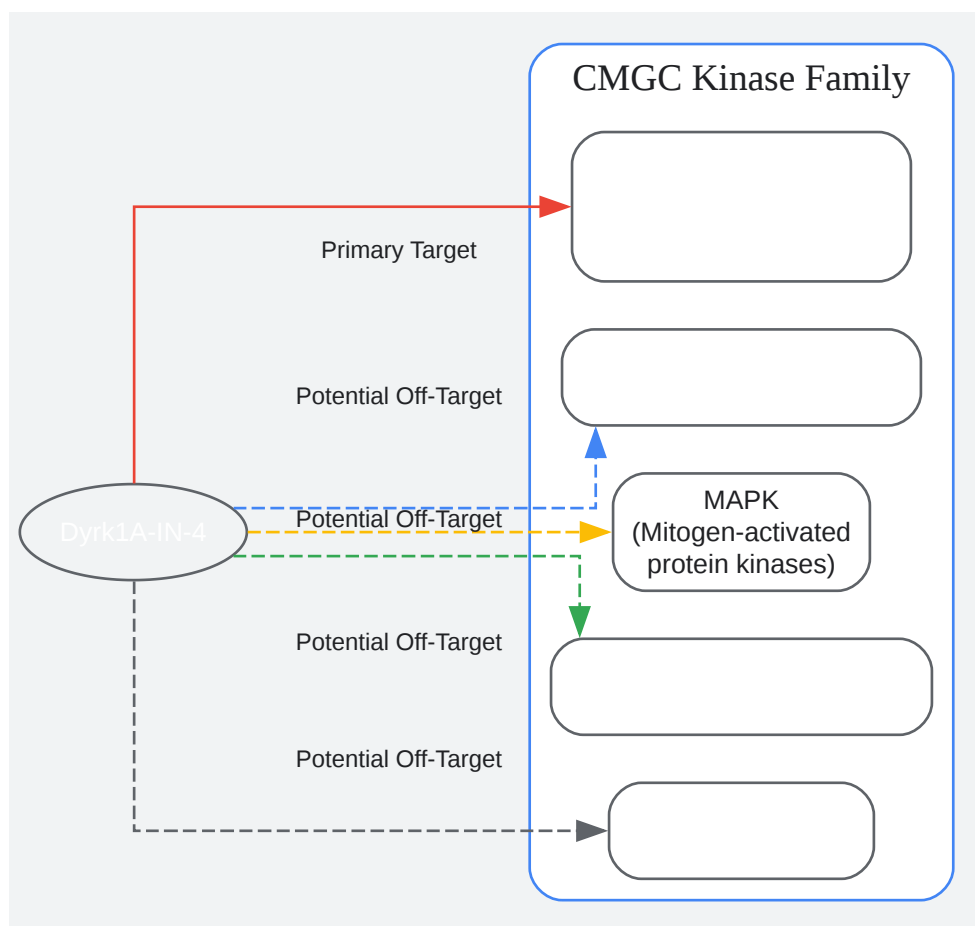 CMGC Kinase Family
Primary Target
Potential Off-Target
MAPK
(Mitogen-activated
protein kinases)
Dyrk1A-IN-4
Potential Off-Target
Potential Off-Target
Potential Off-Target